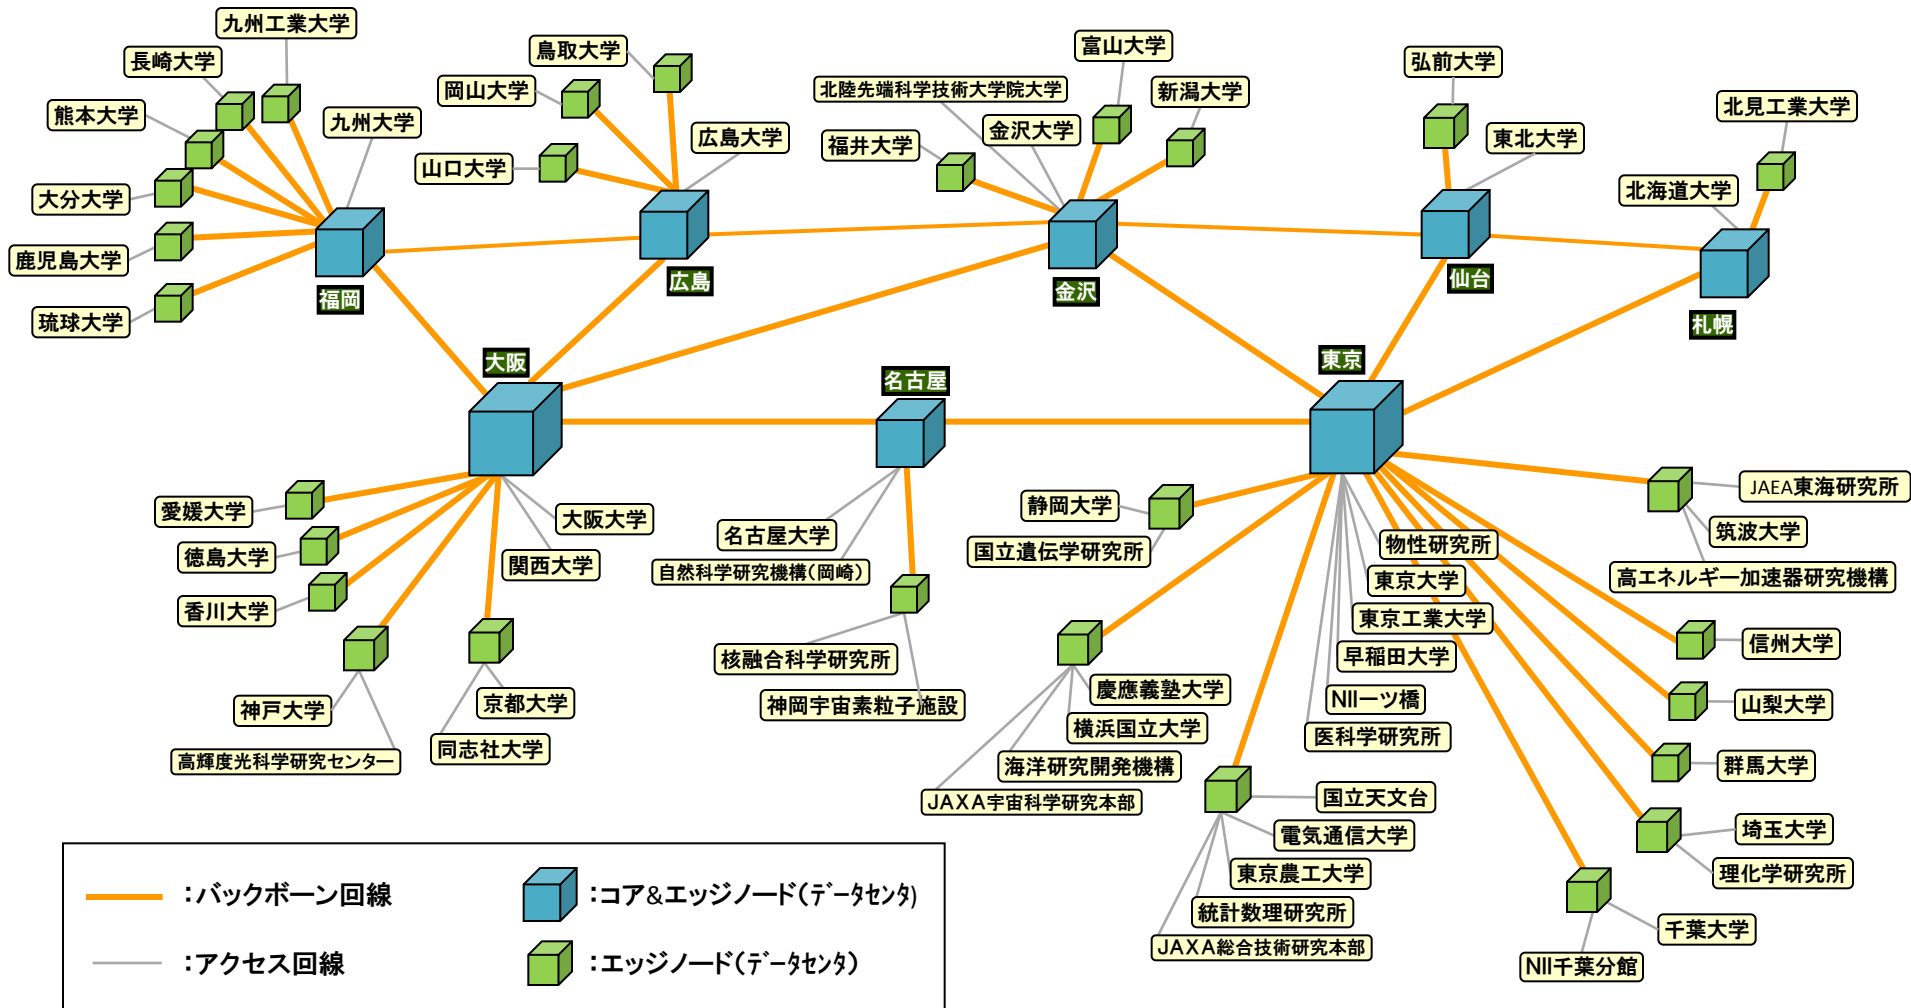 九州工業大学
長崎大学
熊本大学
九州大学
大分大学
鹿児島大学
琉球大学
福岡
鳥取大学
岡山大学
広島大学
山口大学
広島
富山大学
北陸先端科学技術大学院大学
新潟大学
金沢大学
福井大学
金沢
弘前大学
東北大学
仙台
北見工業大学
北海道大学
札幌
大阪
名古屋
東京
愛媛大学
徳島大学
香川大学
大阪大学
関西大学
神戸大学
高輝度光科学研究センター
京都大学
同志社大学
名古屋大学
自然科学研究機構(岡崎)
核融合科学研究所
神岡宇宙素粒子施設
静岡大学
国立遺伝学研究所
慶應義塾大学
横浜国立大学
海洋研究開発機構
JAXA宇宙科学研究本部
物性研究所
東京大学
東京工業大学
早稲田大学
NII一ツ橋
医科学研究所
国立天文台
電気通信大学
東京農工大学
統計数理研究所
JAXA総合技術研究本部
JAEA東海研究所
筑波大学
高エネルギー加速器研究機構
信州大学
山梨大学
群馬大学
埼玉大学
理化学研究所
千葉大学
NII千葉分館
:バックボーン回線
:コア&エッジノード(ﾃﾞｰﾀｾﾝﾀ)
:アクセス回線
:エッジノード(ﾃﾞｰﾀｾﾝﾀ)